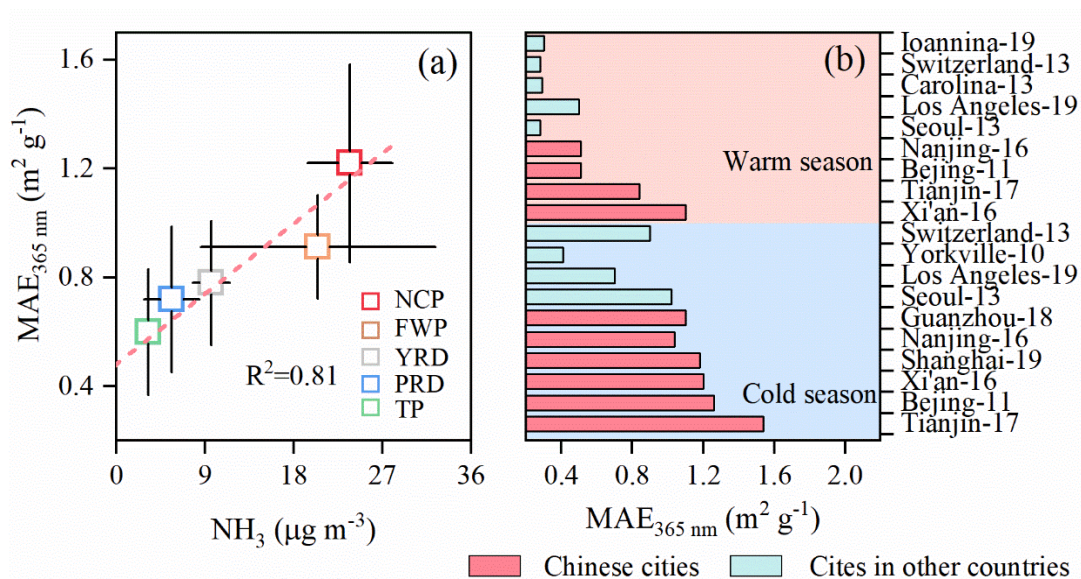 (a)
1.6
1.2
0.8
0.4
MAE365 nm (m2 g-1)
NCP
FWP
YRD
PRD
TP
R2=0.81
0 9 18 27 36
NH3 (μg m-3)
(b)
Warm season
Cold season
Ioannina-19
Switzerland-13
Carolina-13
Los Angeles-19
Seoul-13
Nanjing-16
Bejing-11
Tianjin-17
Xi'an-16
Switzerland-13
Yorkville-10
Los Angeles-19
Seoul-13
Guanzhou-18
Nanjing-16
Shanghai-19
Xi'an-16
Bejing-11
Tianjin-17
0.4 0.8 1.2 1.6 2.0
MAE365 nm (m2 g-1)
Chinese cities
Cites in other countries